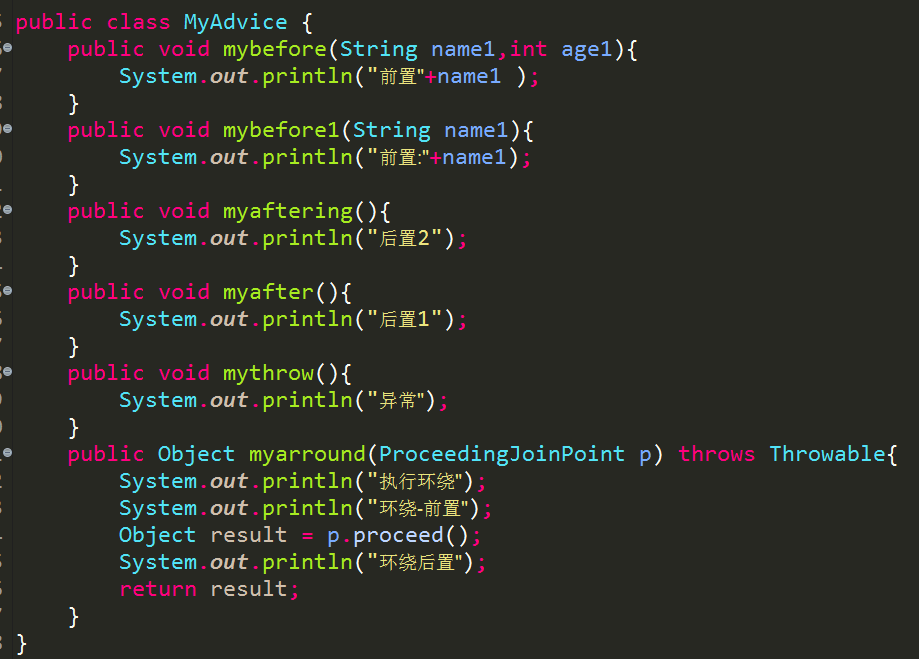 public class MyAdvice {
    public void mybefore(String name1,int age1){
        System.out.println("前置"+name1 );
    }
    public void mybefore1(String name1){
        System.out.println("前置:"+name1);
    }
    public void myaftering(){
        System.out.println("后置2");
    }
    public void myafter(){
        System.out.println("后置1");
    }
    public void mythrow(){
        System.out.println("异常");
    }
    public Object myarround(ProceedingJoinPoint p) throws Throwable{
        System.out.println("执行环绕");
        System.out.println("环绕-前置");
        Object result = p.proceed();
        System.out.println("环绕后置");
        return result;
    }
}